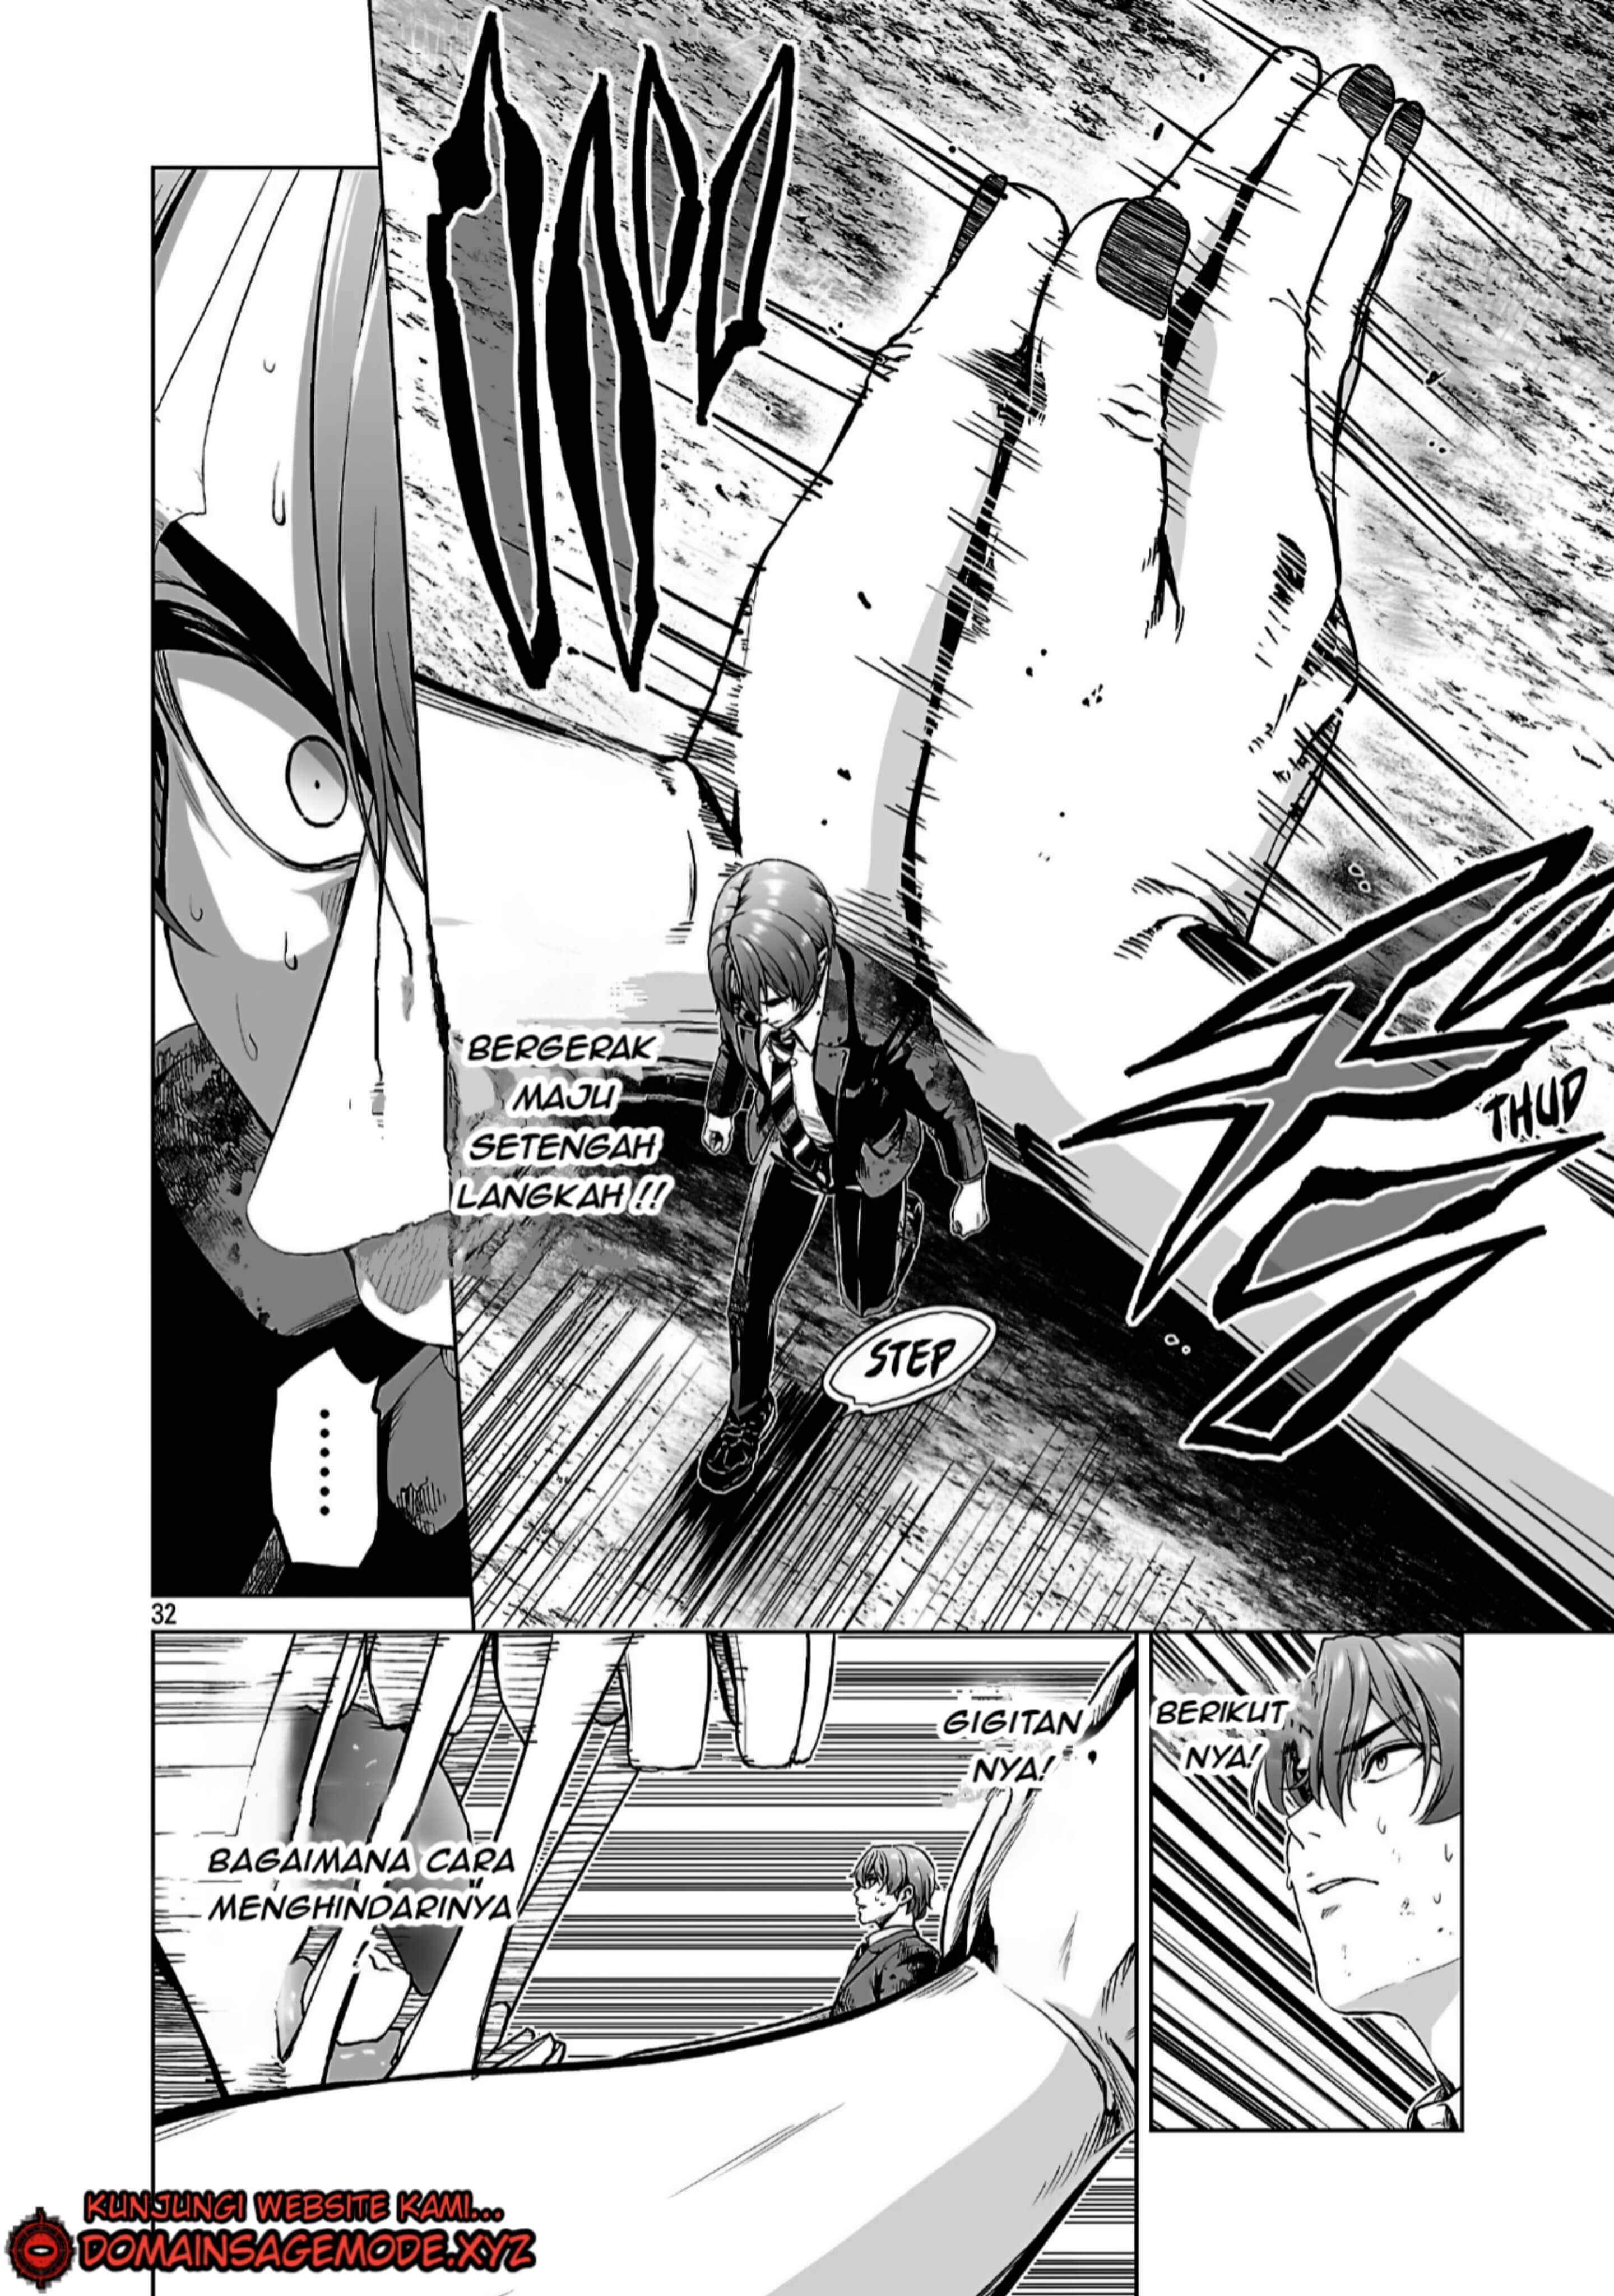 BERGERAK
MAJU
SETENGAH
LANGKAH!!
THUD
STEP
......
32
BERIKUT
NYA!
GIGITAN
NYA!
BAGAIMANA CARA
MENGHINDARINYA
!
KUNJUNGI WEBSITE KAMI...
DOMAINSAGEMODE.XYZ